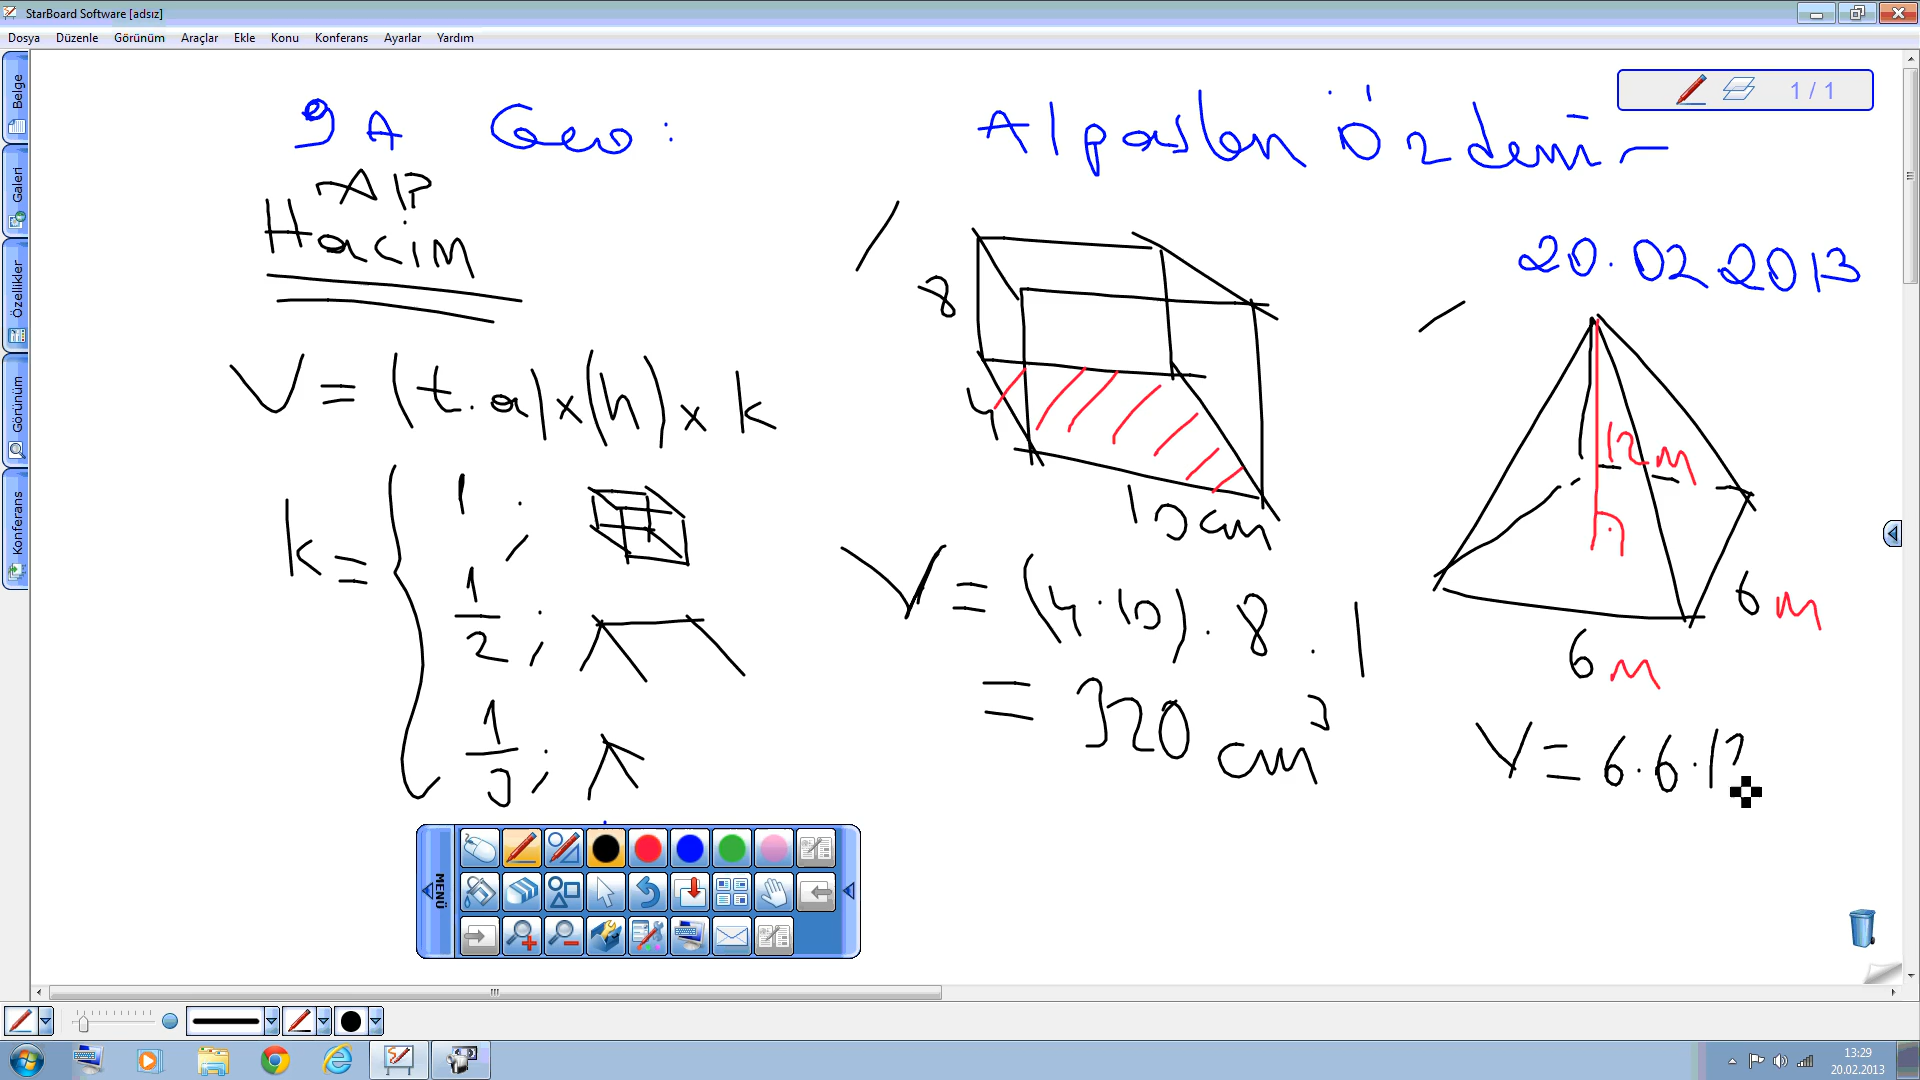 StarBoard Software [adsız]
Dosya Düzenle Görünüm Araçlar Ekle Konu Konferans Ayarlar Yardım
Belge
Galeri
Özellikler
Görünüm
Konferans
1 / 1
9A Geo: Alpaslan Özdemir
20.02.2013
AP
Hacim
V = (t.a) x (h) x k
k =
1 ;
1/2 ;
1/3 ;
8
4
10 cm
V = (4.10). 8 . 1
= 320 cm³
12 m
6 m
6 m
V = 6.6.12
MENÜ
13:29
20.02.2013